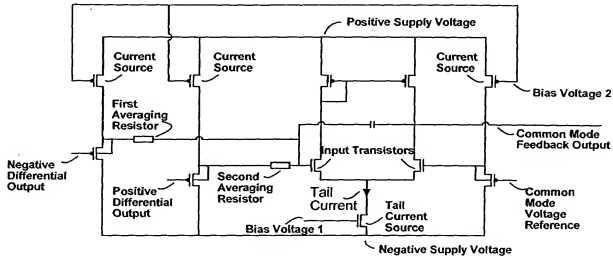 Positive Supply Voltage
Current
Source
Current
Source
Current
Source
Bias Voltage 2
First
Averaging
Resistor
Common Mode
Feedback Output
Negative
Differential
Output
Input Transistors
Positive
Differential
Output
Second
Averaging
Resistor
Tail
Current
Tail
Current
Source
Common
Mode
Voltage
Reference
Bias Voltage 1
Negative Supply Voltage